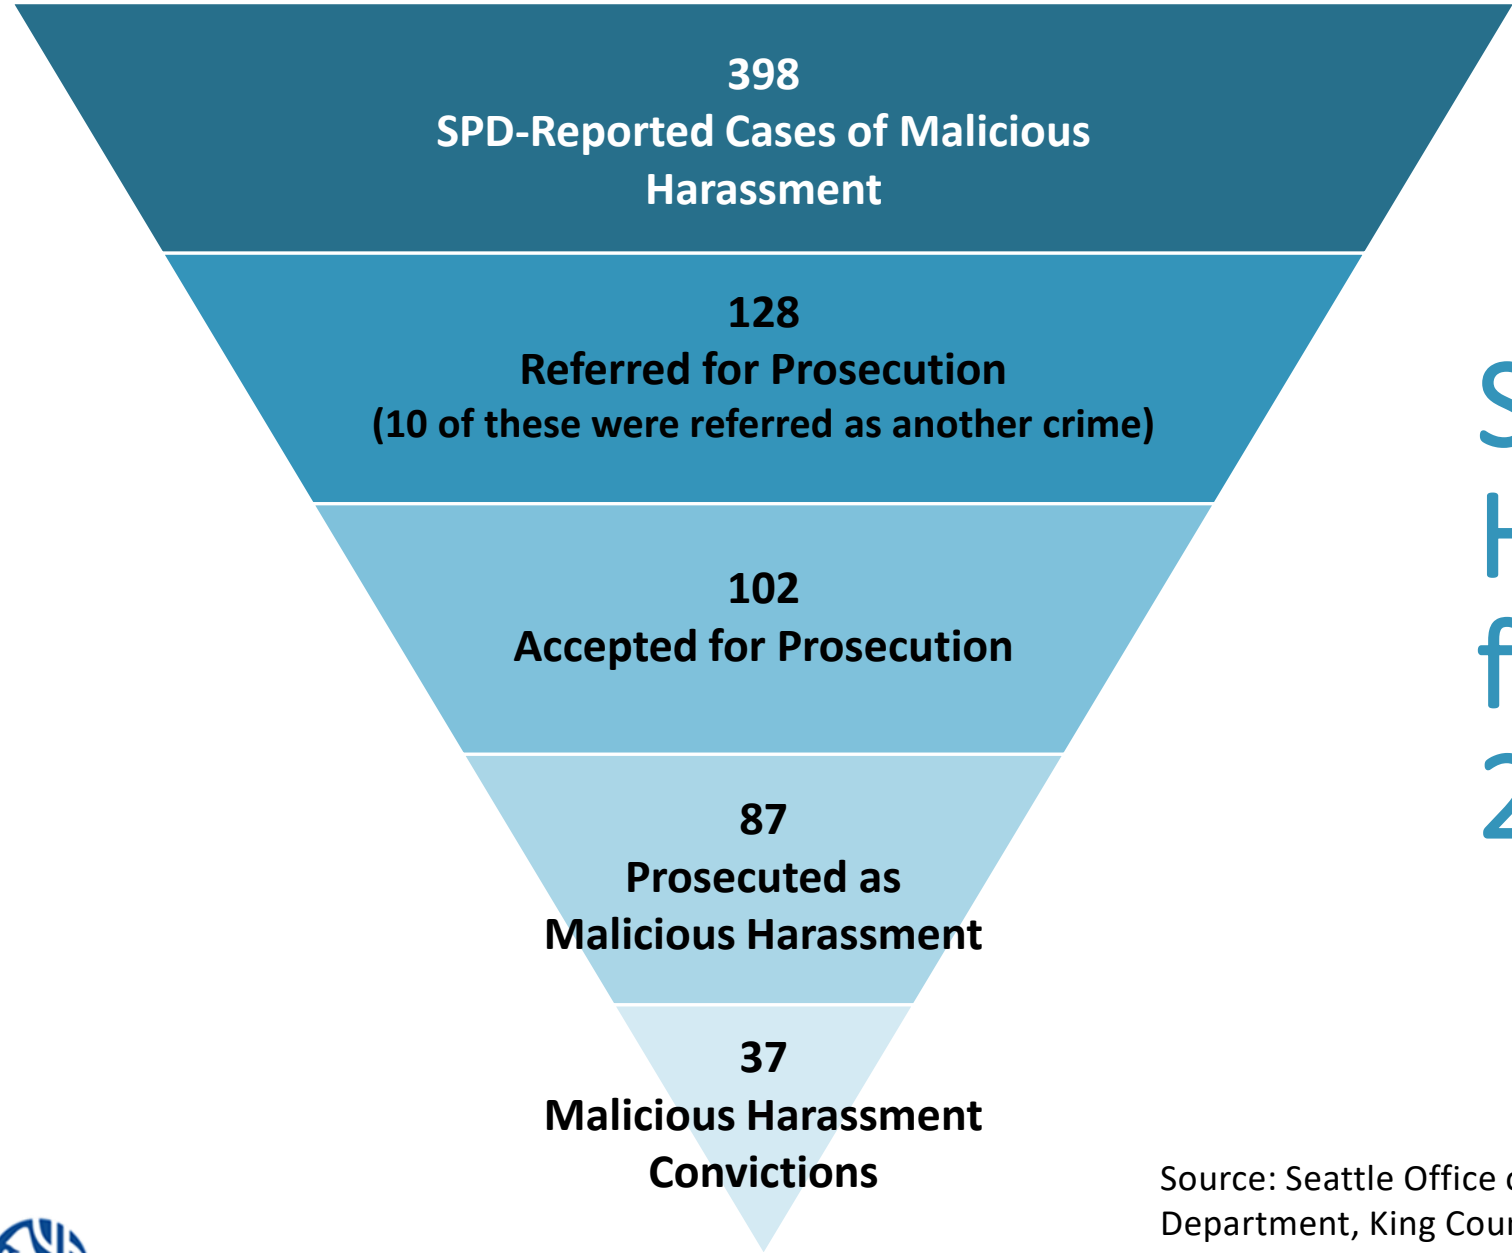 398
SPD-Reported Cases of Malicious
Harassment
128
Referred for Prosecution
(10 of these were referred as another crime)
102
Accepted for Prosecution
87
Prosecuted as
Malicious Harassment
37
Malicious Harassment
Convictions
Source: Seattle Office
Department, King